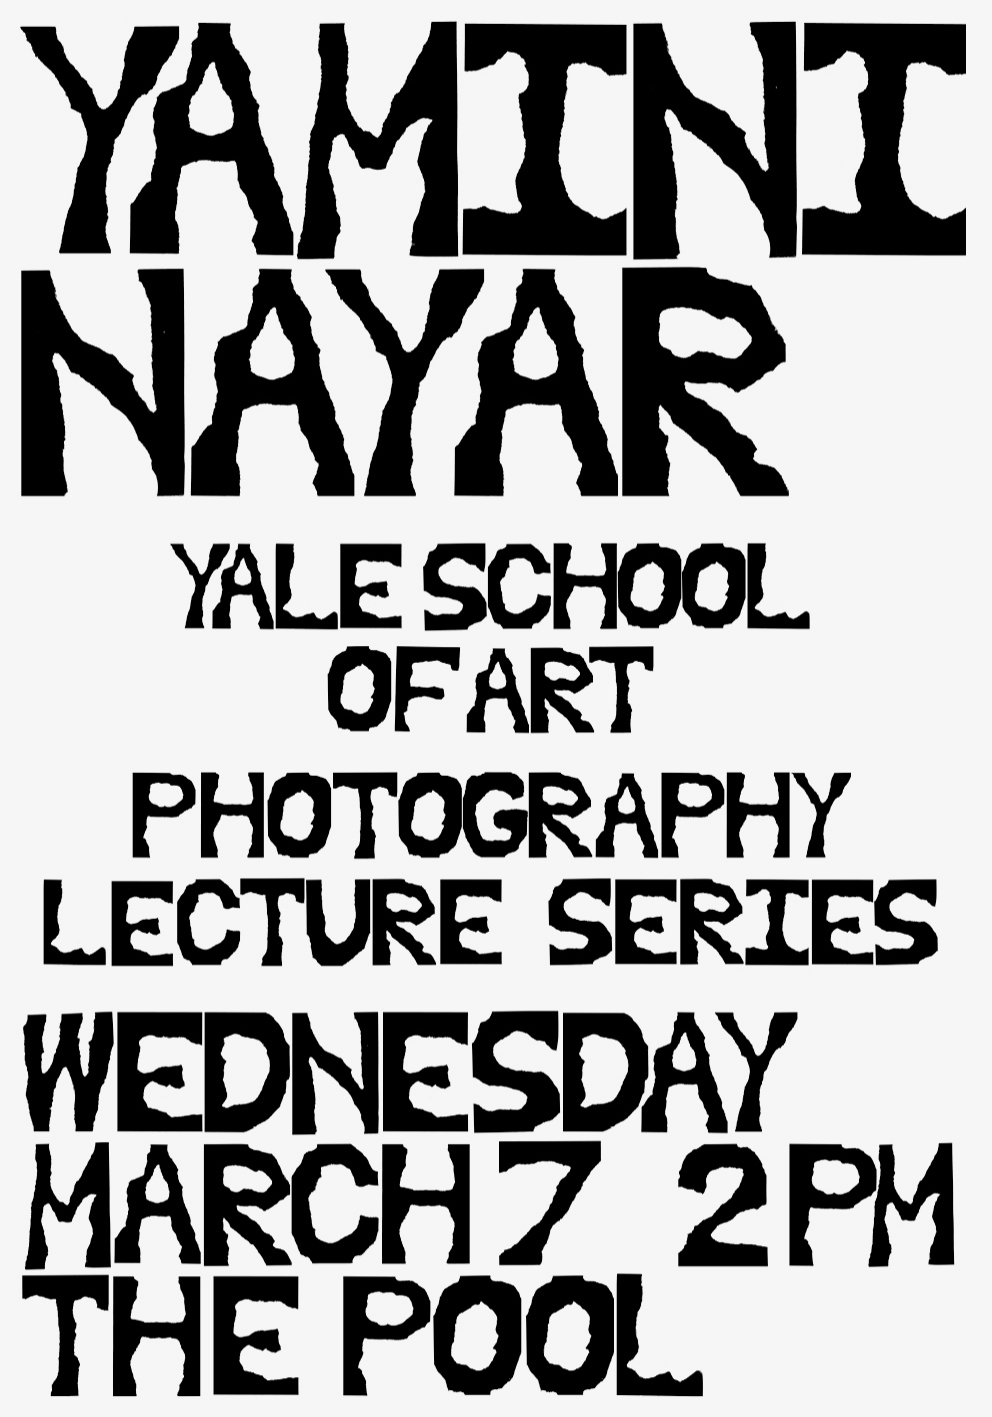 YAMINI
NAYAR
YALE SCHOOL
OF ART
PHOTOGRAPHY
LECTURE SERIES
WEDNESDAY
MARCH 7 2 PM
THE POOL